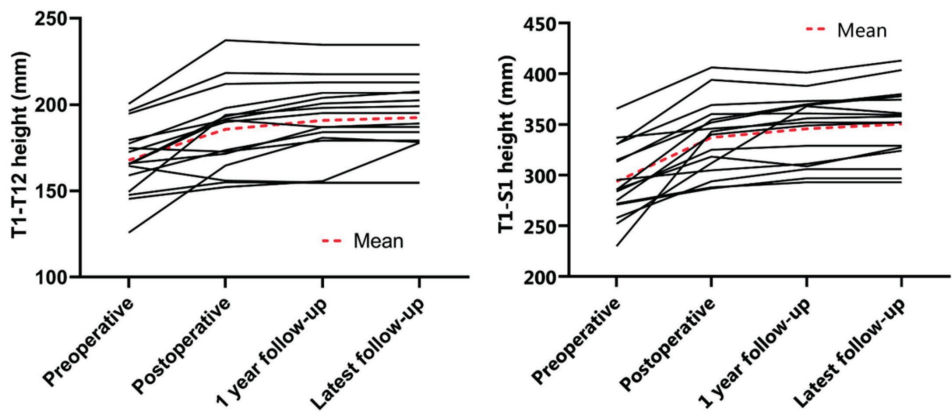 T1-T12 height (mm)
250
200
150
100
Mean
Preoperative
Postoperative
1 year follow-up
Latest follow-up
T1-S1 height (mm)
450
400
350
300
250
200
Mean
Preoperative
Postoperative
1 year follow-up
Latest follow-up